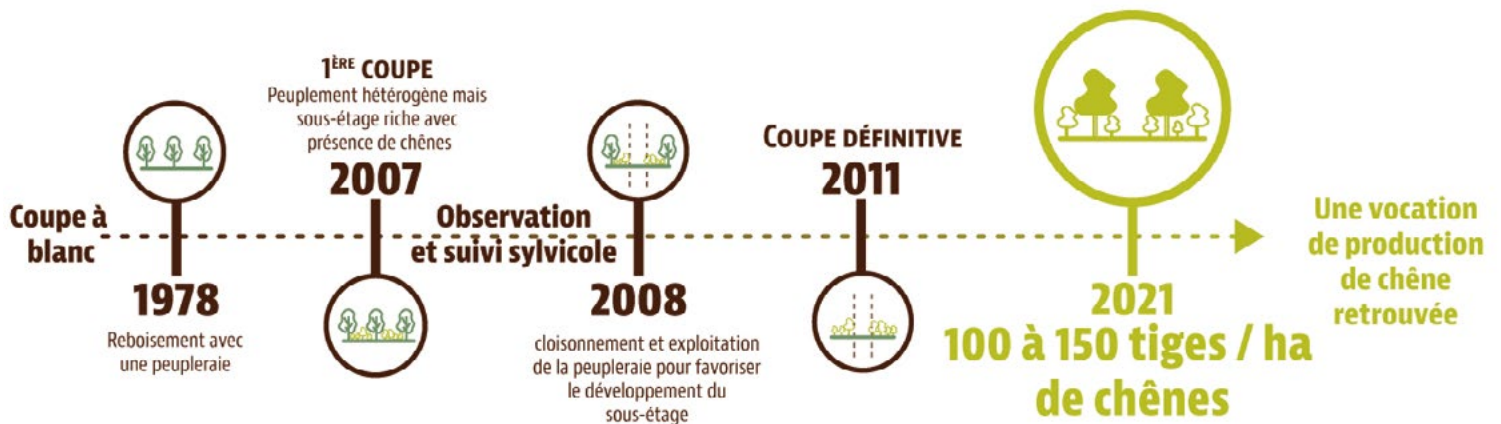 Coupe à
blanc
1978
Reboisement avec
une peupleraie
1ÈRE COUPE
Peuplement hétérogène mais
sous-étage riche avec
présence de chênes
2007
Observation
et suivi sylvicole
2008
cloisonnement et exploitation
de la peupleraie pour favoriser
le développement du
sous-étage
COUPE DÉFINITIVE
2011
2021
100 à 150 tiges / ha
de chênes
Une vocation
de production
de chêne
retrouvée